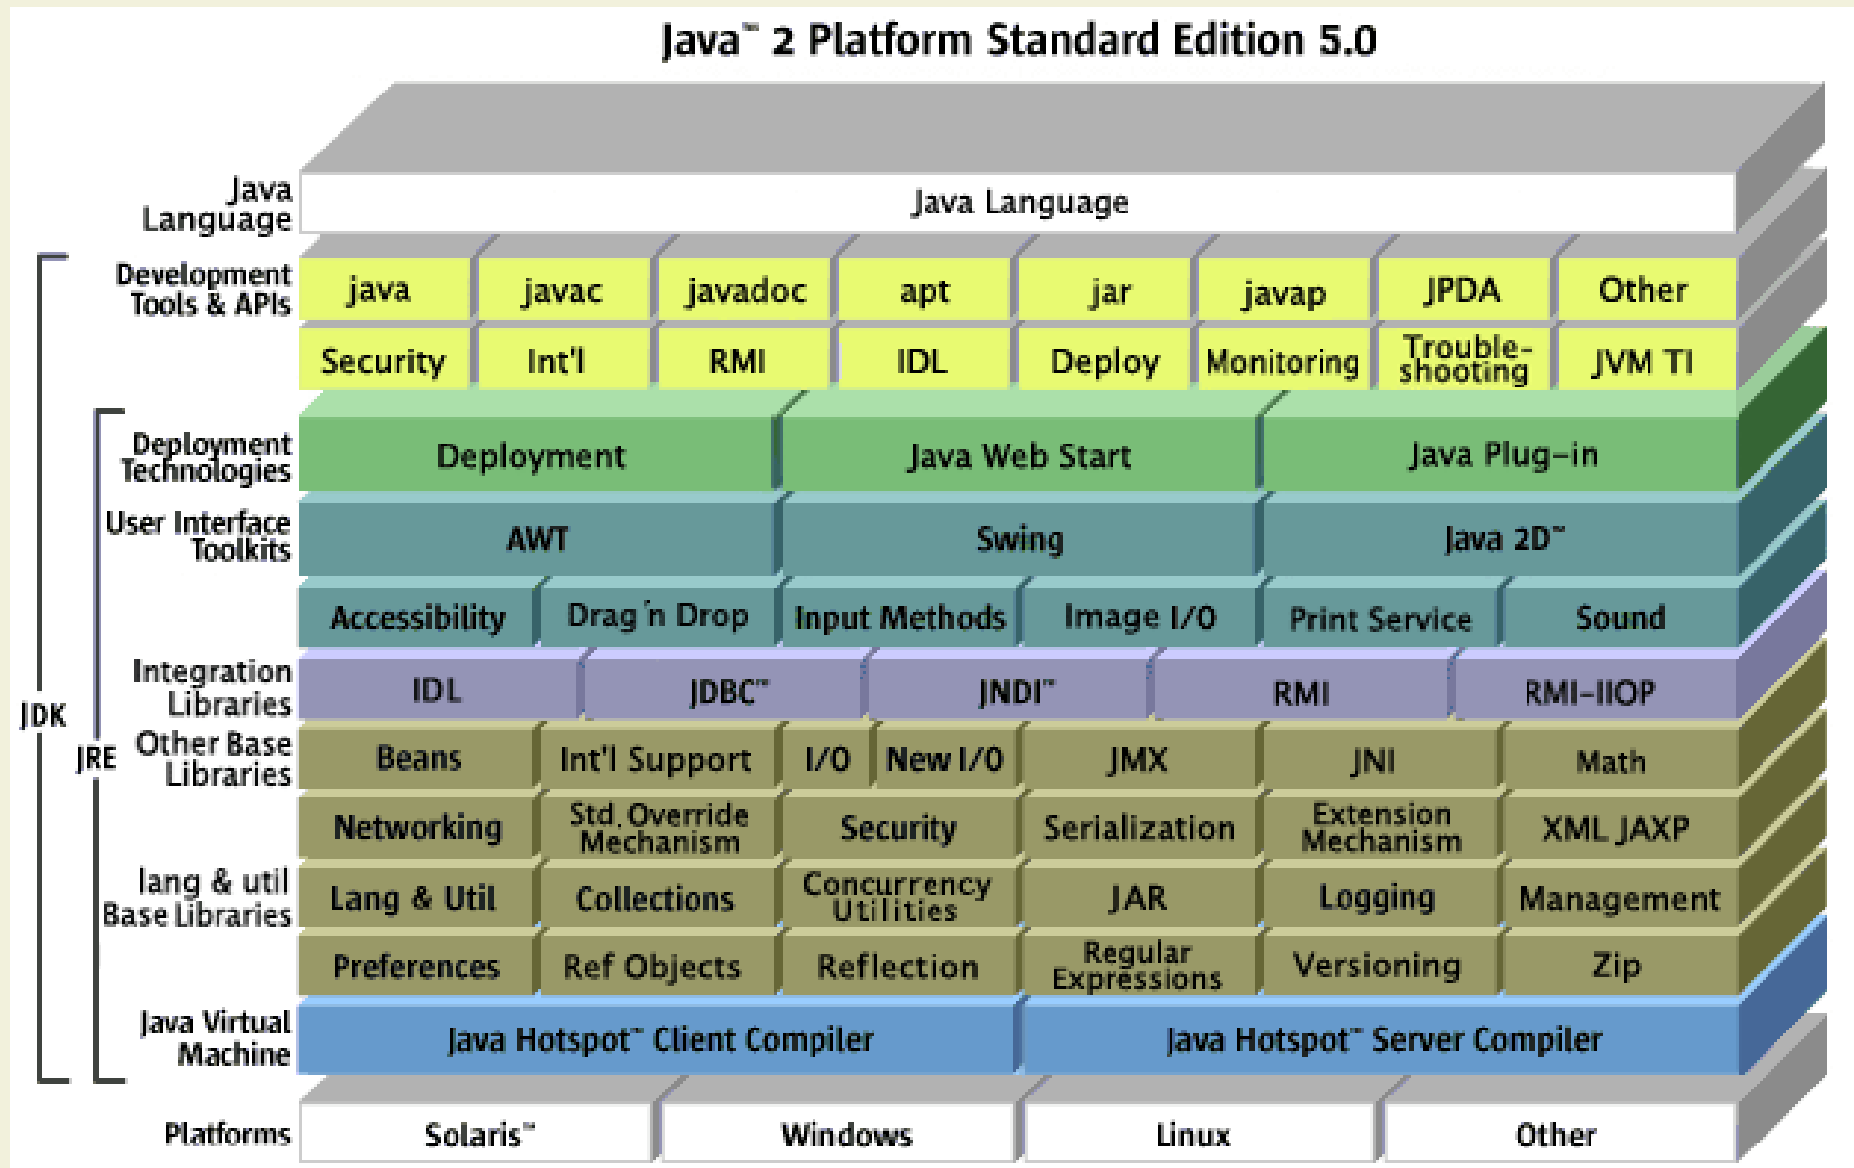 Java™ 2 Platform Standard Edition 5.0
Java
Language
Java Language
Development
Tools & APIs
java javac javadoc apt jar javap JPDA Other
Security Int'l RMI IDL Deploy Monitoring Trouble-
shooting JVM TI
Deployment
Technologies
Deployment Java Web Start Java Plug-in
User Interface
Toolkits
AWT Swing Java 2D™
Accessibility Drag 'n Drop Input Methods Image I/O Print Service Sound
Integration
Libraries
IDL JDBC™ JNDI™ RMI RMI-IIOP
JDK
JRE
Other Base
Libraries
Beans Int'l Support I/O New I/O JMX JNI Math
Networking Std. Override
Mechanism Security Serialization Extension
Mechanism XML JAXP
lang & util
Base Libraries
Lang & Util Collections Concurrency
Utilities JAR Logging Management
Preferences Ref Objects Reflection Regular
Expressions Versioning Zip
Java Virtual
Machine
Java Hotspot™ Client Compiler Java Hotspot™ Server Compiler
Platforms
Solaris™ Windows Linux Other